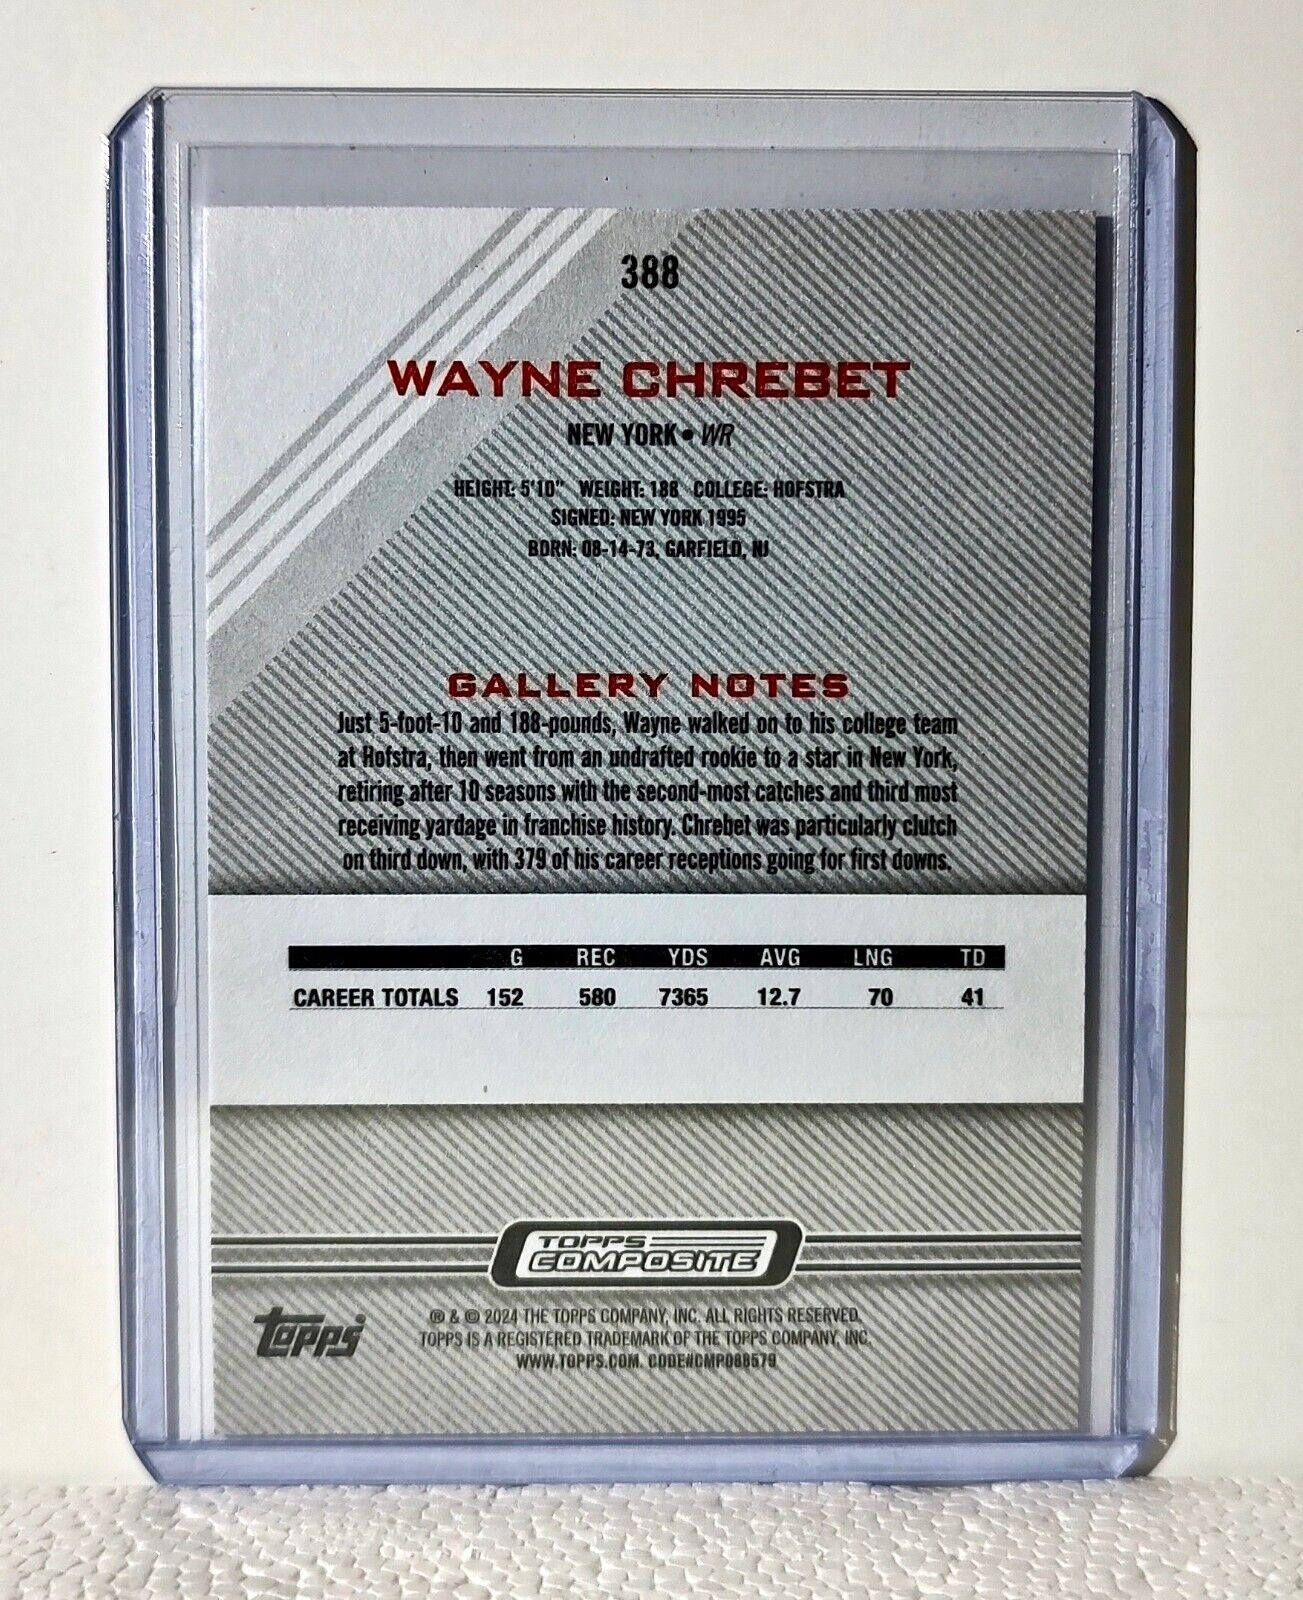 388
WAYNE CHREBET
NEW YORK • WR
HEIGHT: 5'10" WEIGHT: 188 COLLEGE: HOFSTRA
SIGNED: NEW YORK 1995
BORN: 08-14-73, GARFIELD, NJ
GALLERY NOTES
Just 5-foot-10 and 188-pounds, Wayne walked on to his college team
at Hofstra, then went from an undrafted rookie to a star in New York,
retiring after 10 seasons with the second-most catches and third most
receiving yardage in franchise history. Chrebet was particularly clutch
on third down, with 379 of his career receptions going for first downs.
G REC YDS AVG LNG TD
CAREER TOTALS 152 580 7365 12.7 70 41
TOPPS
COMPOSITE
topps
® & © 2024 THE TOPPS COMPANY, INC. ALL RIGHTS RESERVED.
TOPPS IS A REGISTERED TRADEMARK OF THE TOPPS COMPANY, INC.
WWW.TOPPS.COM. CODE#CMP088579